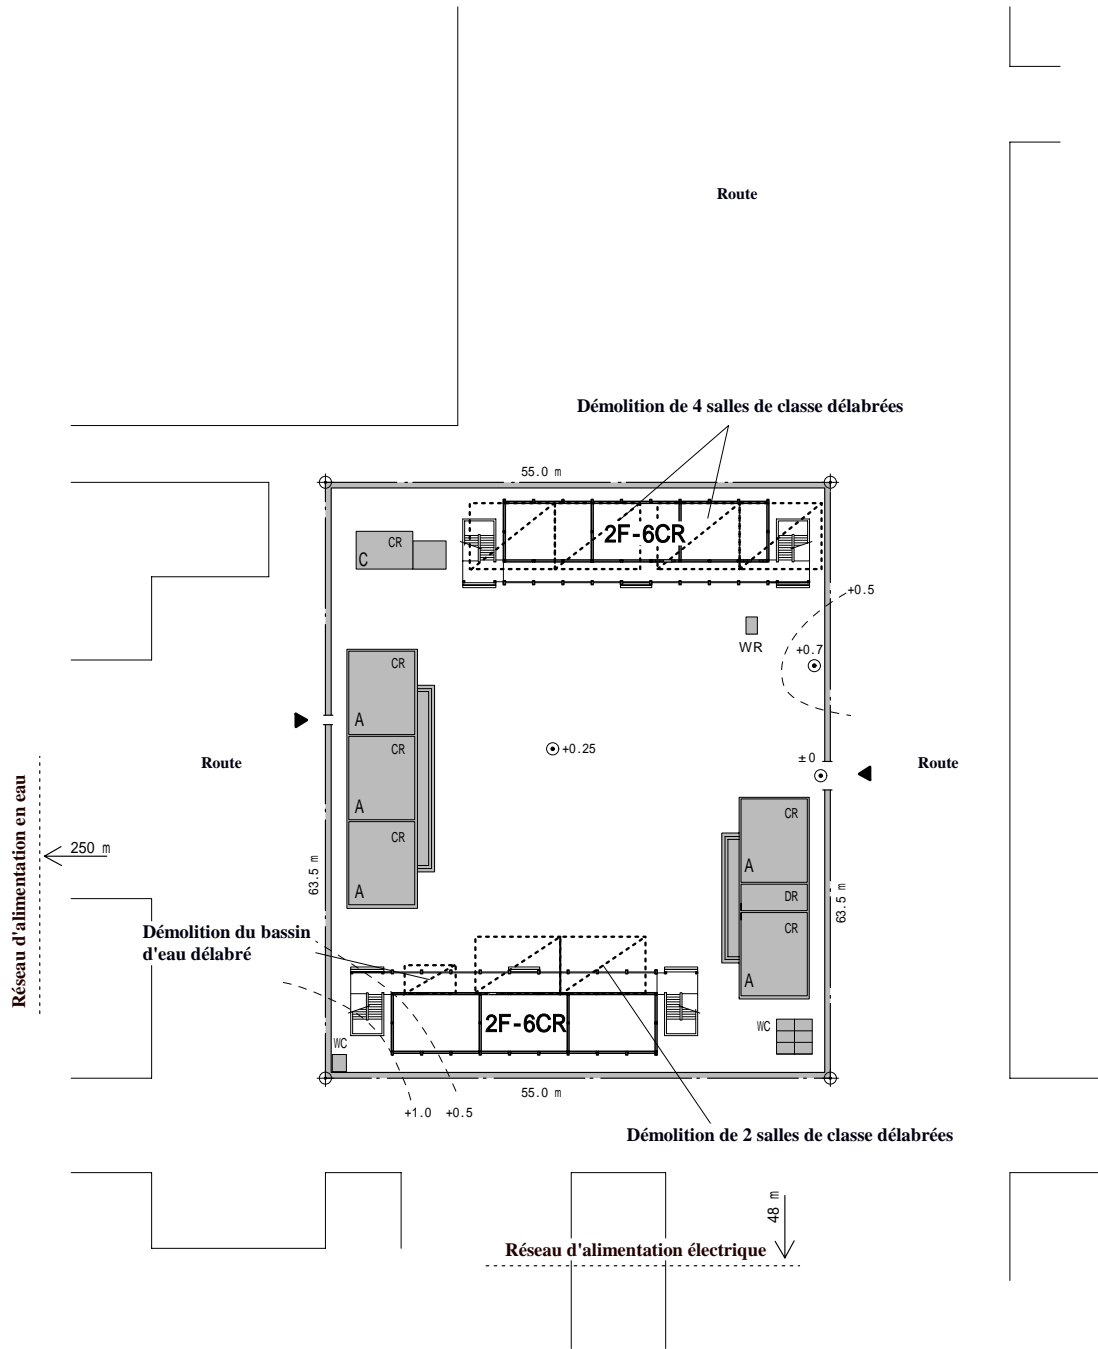 Route
Démolition de 4 salles de classe délabrées
55.0 m
2F-6CR
CR
C
+0.5
WR
+0.7
CR
A
CR
A
CR
A
+0.25
±0
Route
Route
Réseau d'alimentation en eau
250 m
63.5 m
63.5 m
CR
A
DR
CR
A
Démolition du bassin
d'eau délabré
2F-6CR
WC
WC
55.0 m
+1.0
+0.5
Démolition de 2 salles de classe délabrées
48 m
Réseau d'alimentation électrique